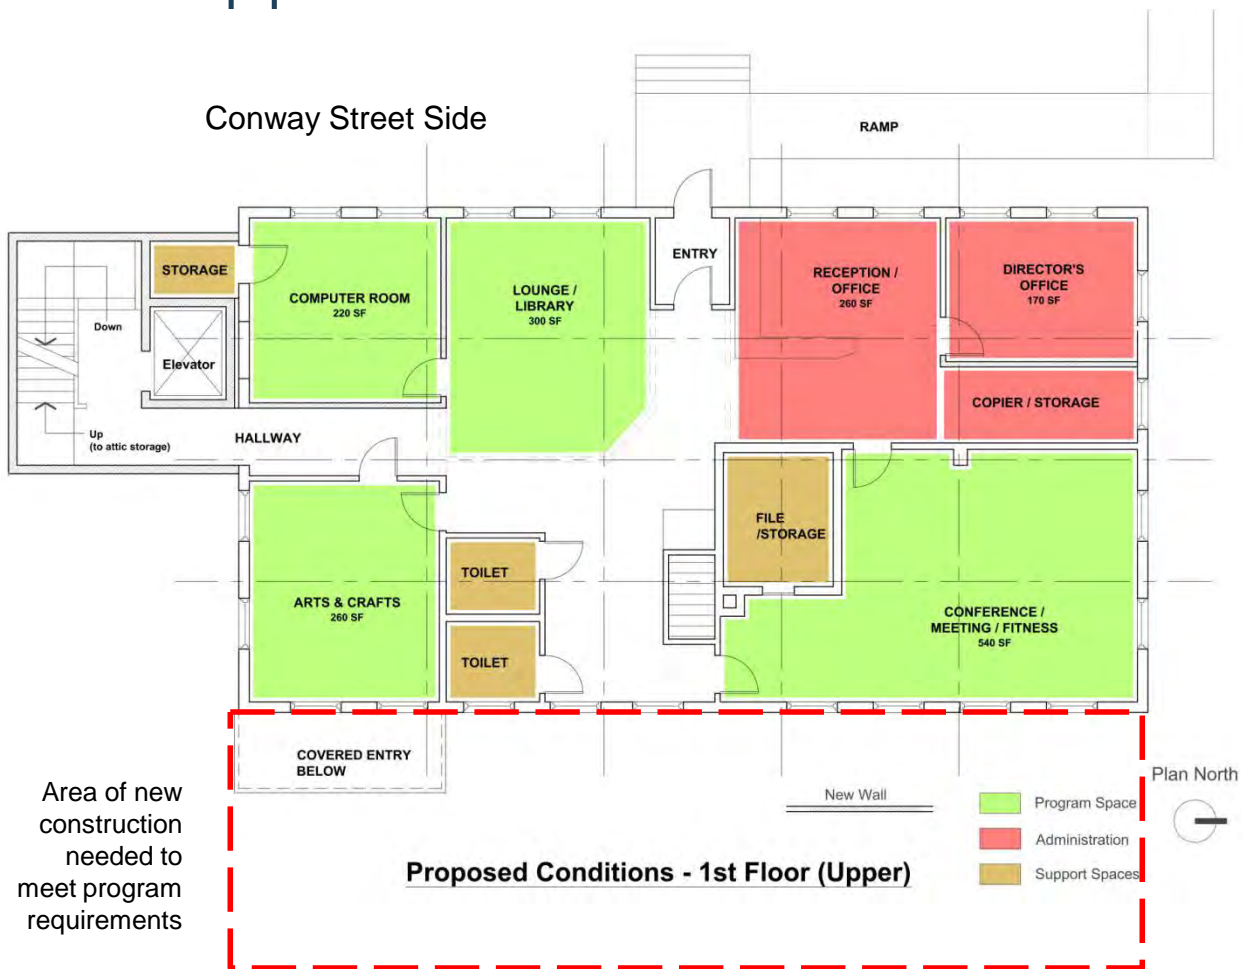 Conway Street Side
RAMP
ENTRY
STORAGE
COMPUTER ROOM
220 SF
LOUNGE /
LIBRARY
300 SF
RECEPTION /
OFFICE
260 SF
DIRECTOR'S
OFFICE
170 SF
Down
Elevator
COPIER / STORAGE
Up
(to attic storage)
HALLWAY
FILE
/STORAGE
TOILET
ARTS & CRAFTS
260 SF
CONFERENCE /
MEETING / FITNESS
540 SF
TOILET
COVERED ENTRY
BELOW
Area of new
construction
needed to
meet program
requirements
New Wall
Program Space
Administration
Support Spaces
Plan North
Proposed Conditions - 1st Floor (Upper)